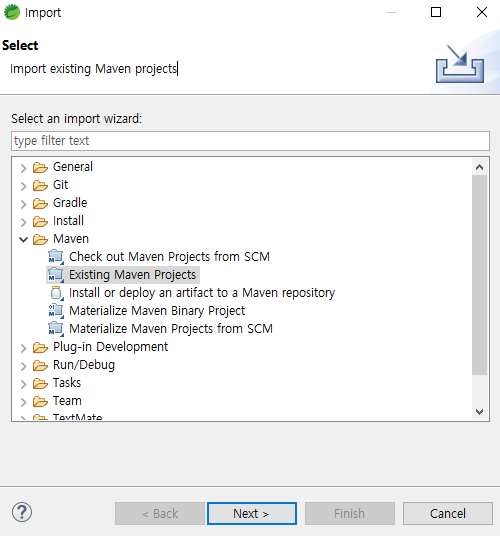 Import
Select
Import existing Maven projects
Select an import wizard:
type filter text
General
Git
Gradle
Install
Maven
Check out Maven Projects from SCM
Existing Maven Projects
Install or deploy an artifact to a Maven repository
Materialize Maven Binary Project
Materialize Maven Projects from SCM
Plug-in Development
Run/Debug
Tasks
Team
TextMate
? < Back Next > Finish Cancel